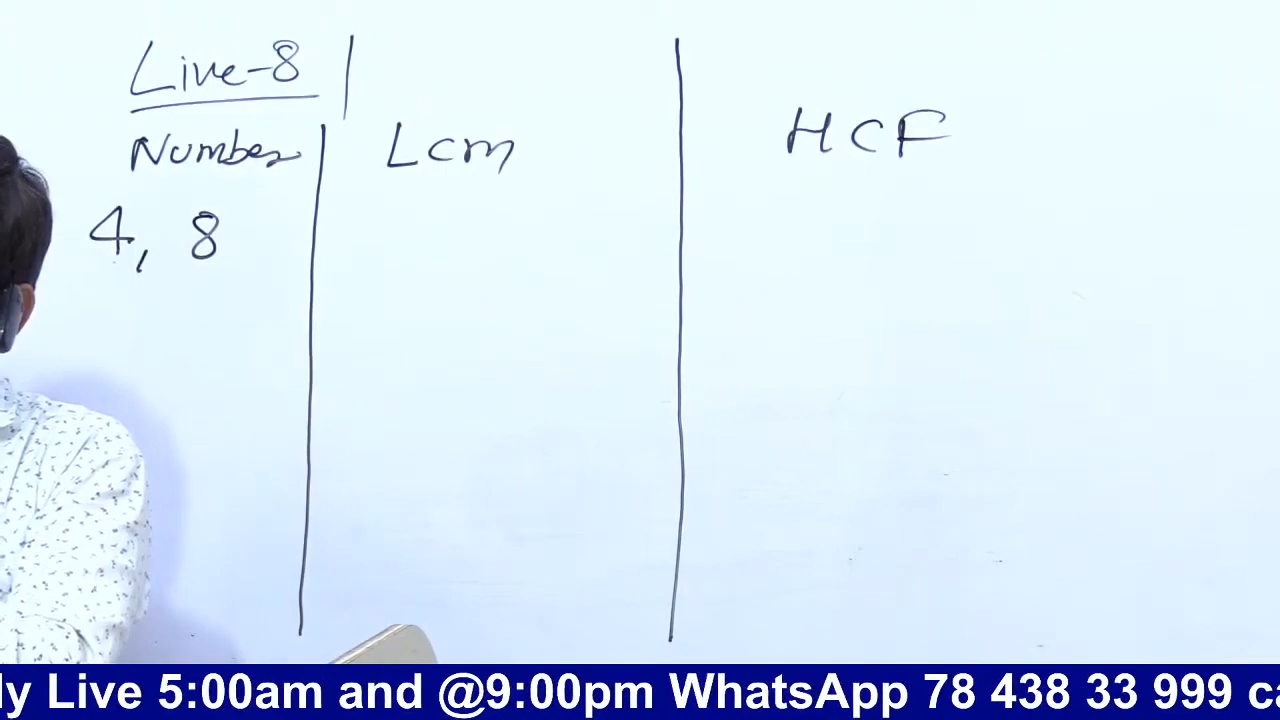 Live-8
Number Lcm HCF
4, 8
ly Live 5:00am and @9:00pm WhatsApp 78 438 33 999 ca